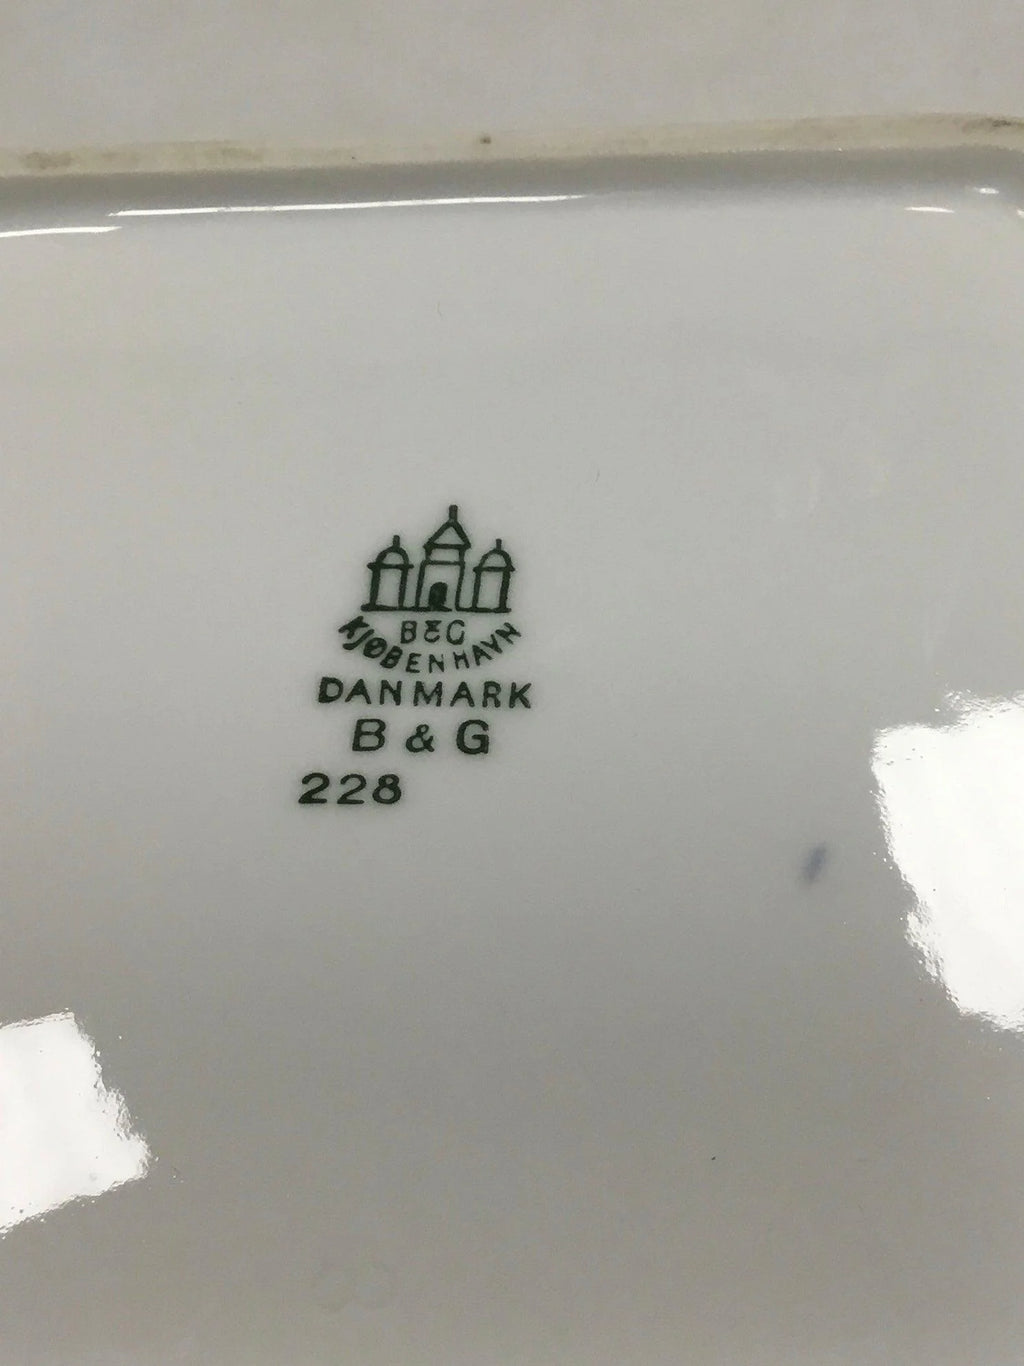 B&G
KJØBENHAVN
DANMARK
B & G
228